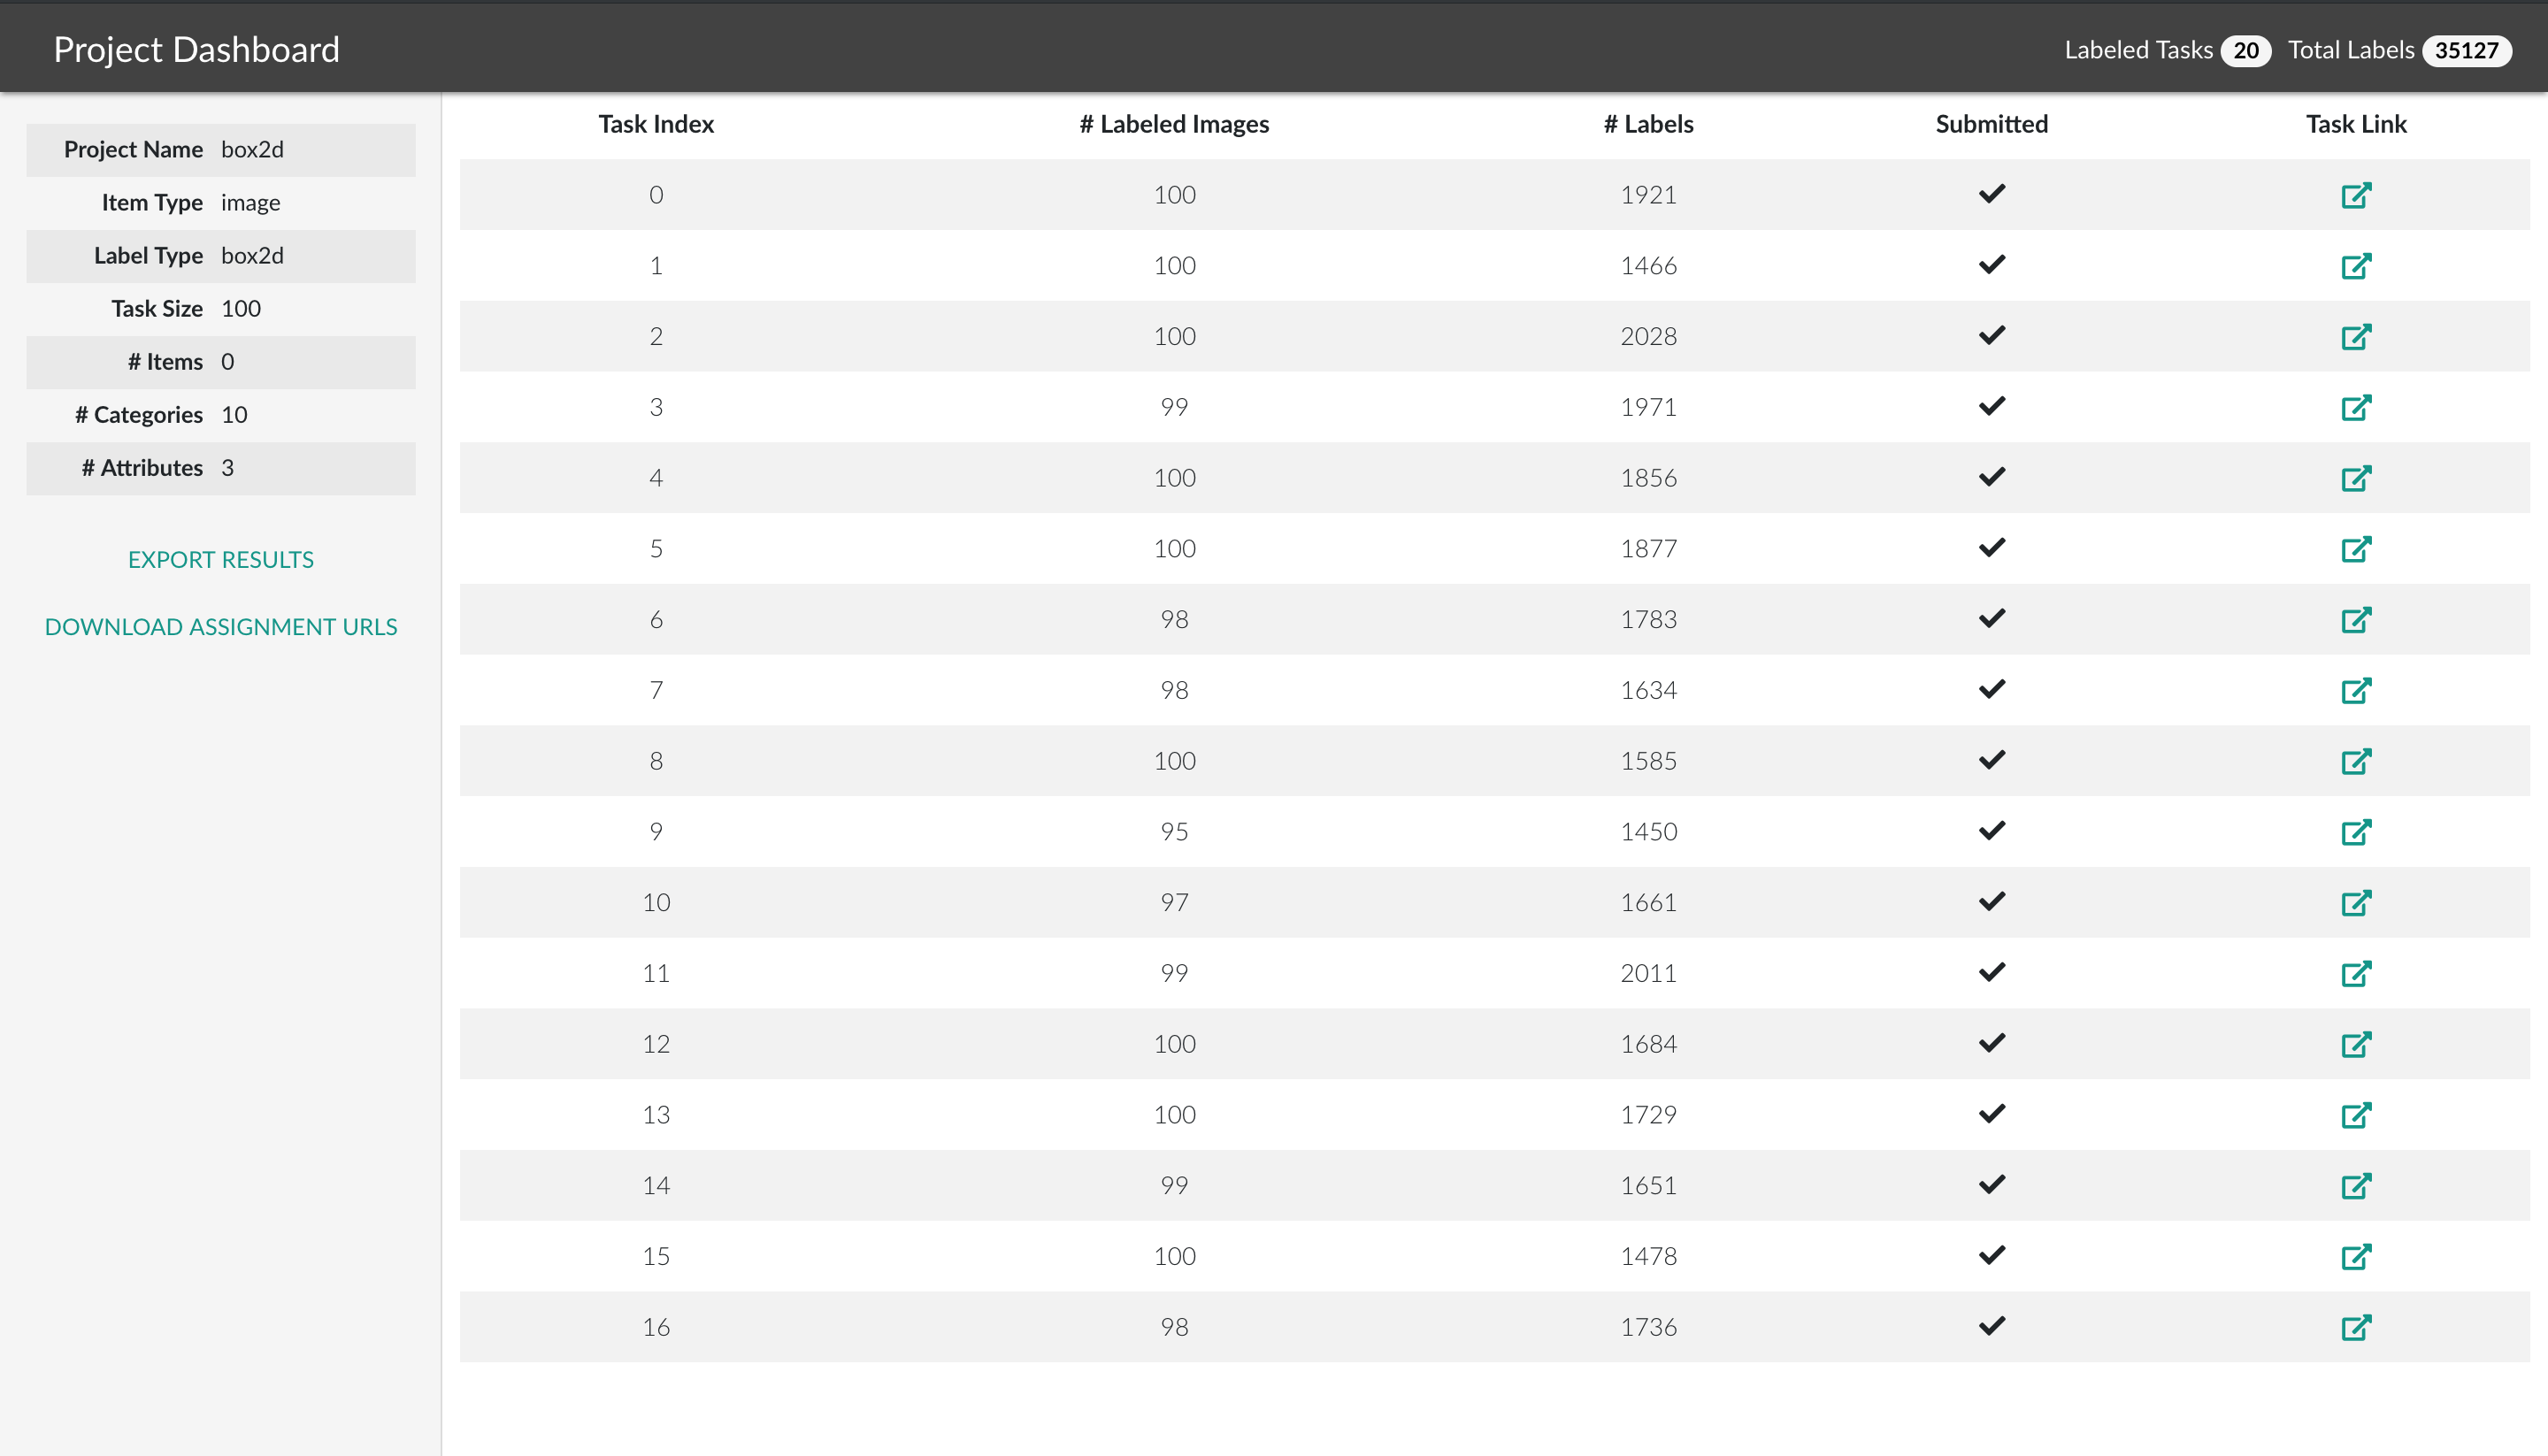 Project Dashboard
Labeled Tasks 20 Total Labels 35127
Project Name box2d
Item Type image
Label Type box2d
Task Size 100
# Items 0
# Categories 10
# Attributes 3
EXPORT RESULTS
DOWNLOAD ASSIGNMENT URLS
Task Index # Labeled Images # Labels Submitted Task Link
0 100 1921
1 100 1466
2 100 2028
3 99 1971
4 100 1856
5 100 1877
6 98 1783
7 98 1634
8 100 1585
9 95 1450
10 97 1661
11 99 2011
12 100 1684
13 100 1729
14 99 1651
15 100 1478
16 98 1736